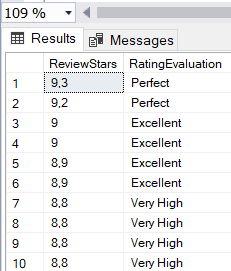 109 %
Results Messages
ReviewStars RatingEvaluation
1 9,3 Perfect
2 9,2 Perfect
3 9 Excellent
4 9 Excellent
5 8,9 Excellent
6 8,9 Excellent
7 8,8 Very High
8 8,8 Very High
9 8,8 Very High
10 8,8 Very High